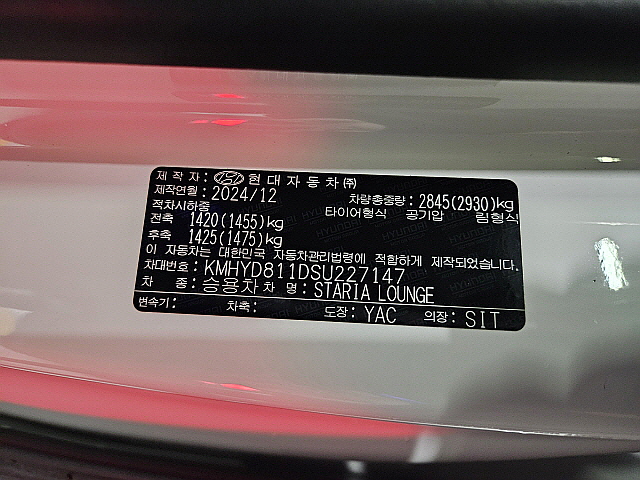 제 작 자: 현 대 자 동 차 ㈜
제작연월: 2024/12 차량총중량: 2845(2930)kg
적차시하중 타이어형식 공기압 림형식
전축 1420(1455)kg
후축 1425(1475)kg
이 자동차는 대한민국 자동차관리법령에 적합하게 제작되었습니다.
차대번호: KMHYD811DSU227147
차 종: 승용차 차 명: STARIA LOUNGE
변속기: 차축: 도장: YAC 의장: SIT